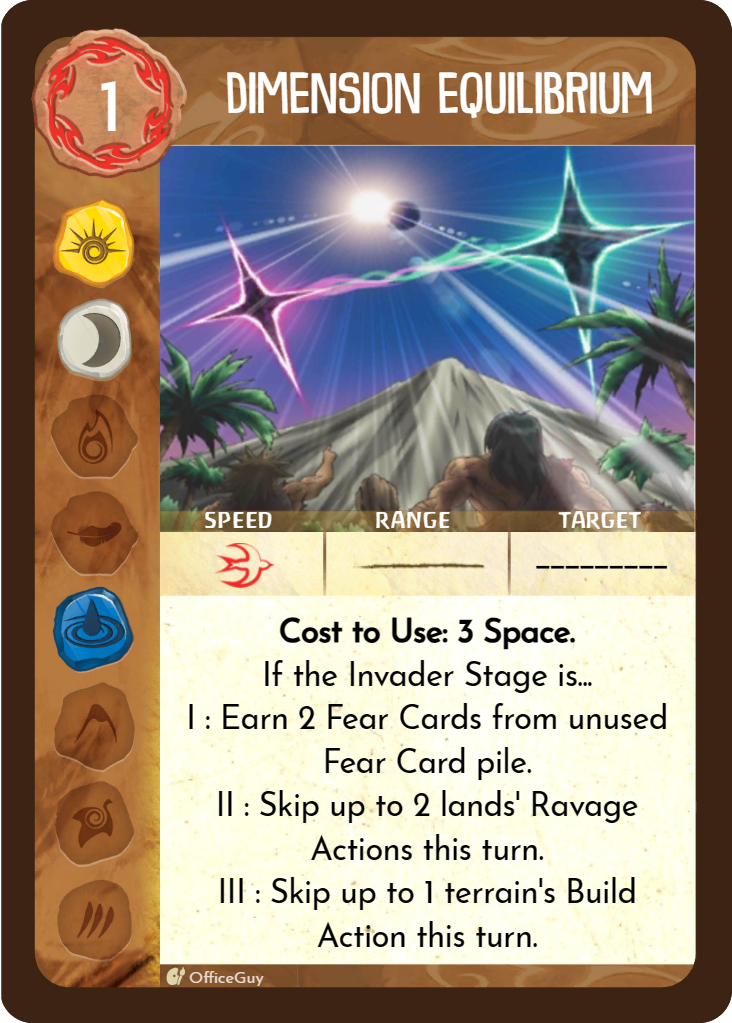 1
DIMENSION EQUILIBRIUM
SPEED RANGE TARGET
Cost to Use: 3 Space.
If the Invader Stage is...
I : Earn 2 Fear Cards from unused
Fear Card pile.
II : Skip up to 2 lands' Ravage
Actions this turn.
III : Skip up to 1 terrain's Build
Action this turn.
OfficeGuy